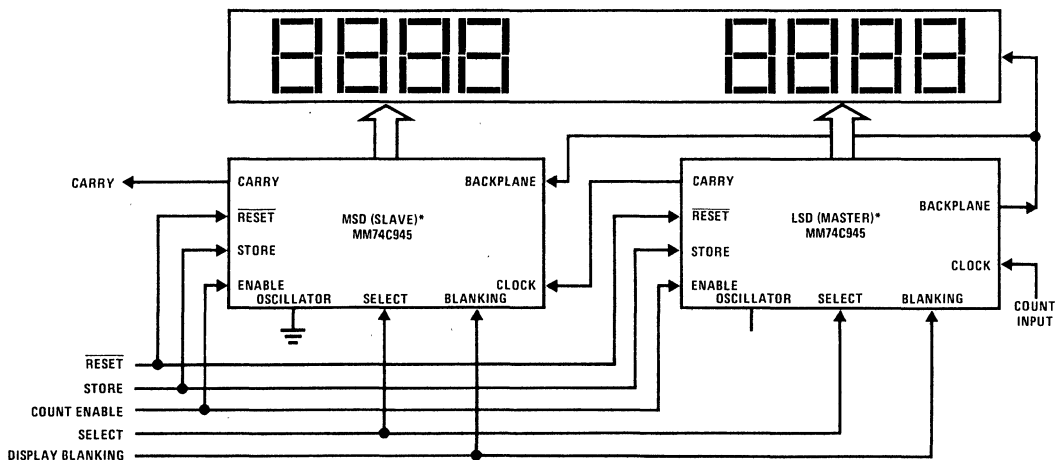 CARRY
CARRY
BACKPLANE
RESET
MSD (SLAVE)*
MM74C945
STORE
ENABLE
CLOCK
OSCILLATOR
SELECT
BLANKING
CARRY
RESET
LSD (MASTER)*
MM74C945
BACKPLANE
STORE
CLOCK
ENABLE
OSCILLATOR
SELECT
BLANKING
COUNT
INPUT
RESET
STORE
COUNT ENABLE
SELECT
DISPLAY BLANKING